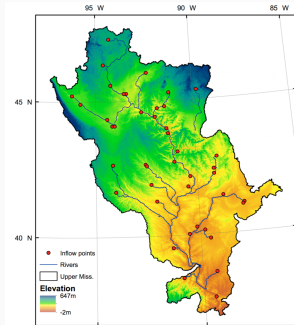 95 W 90 W 85 W
45 N
40 N
Inflow points
Rivers
Upper Miss.
Elevation
647m
-2m